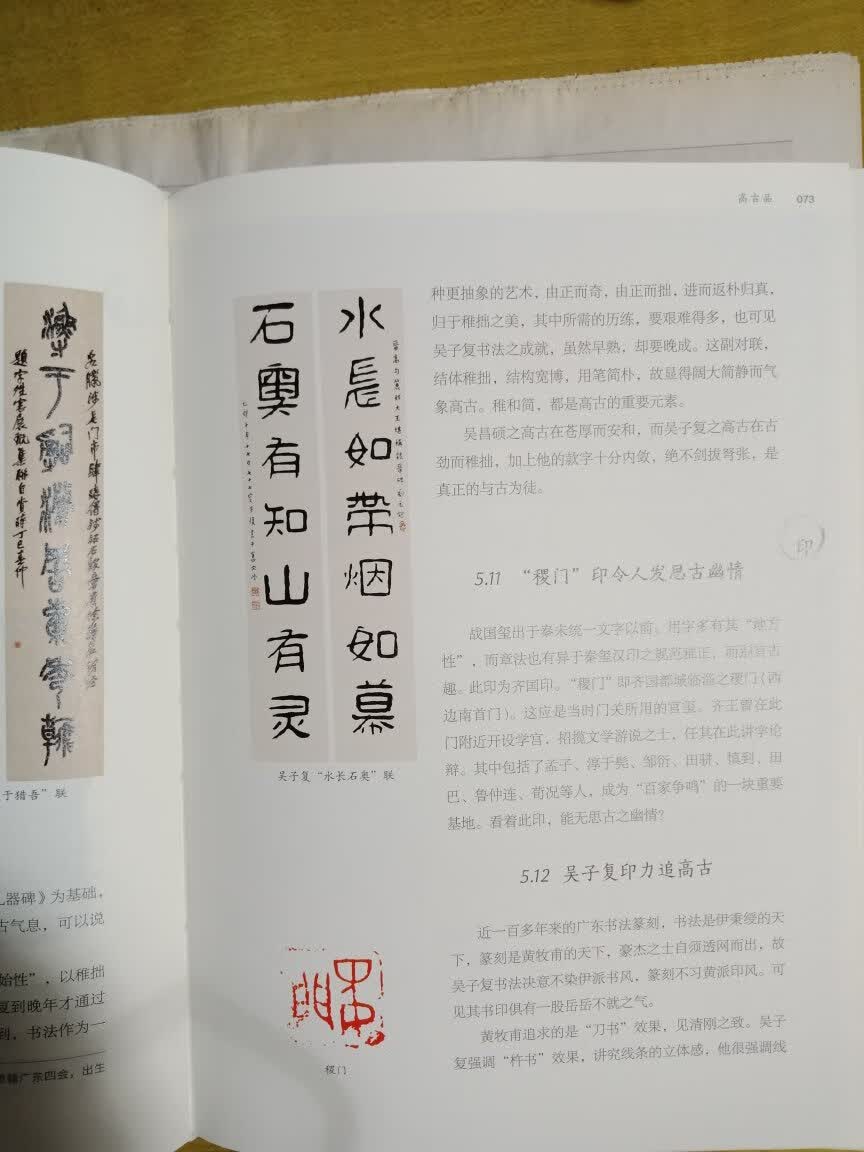 高古品 073
种更抽象的艺术，由正而奇，由正而拙，进而返朴归真，
归于稚拙之美，其中所需的历练，要艰难得多，也可见
吴子复书法之成就，虽然早熟，却要晚成。这副对联，
结体稚拙，结构宽博，用笔简朴，故显得阔大简静而气
象高古。稚和简，都是高古的重要元素。
吴昌硕之高古在苍厚而安和，而吴子复之高古在古
劲而稚拙，加上他的款字十分内敛，绝不剑拔弩张，是
真正的与古为徒。
印
5.11 “稷门”印令人发思古幽情
战国玺出于秦未统一文字以前，用字多有其“地方
性”，而章法也有异于秦玺汉印之规范雅正，而别富古
趣。此印为齐国印。“稷门”即齐国都城临淄之稷门（西
边南首门）。这应是当时门关所用的官玺。齐王曾在此
门附近开设学宫，招揽文学游说之士，任其在此讲学论
辩。其中包括了孟子、淳于髡、邹衍、田骈、慎到、田
巴、鲁仲连、荀况等人，成为“百家争鸣”的一块重要
基地。看着此印，能无思古之幽情？
5.12 吴子复印力追高古
近一百多年来的广东书法篆刻，书法是伊秉绶的天
下，篆刻是黄牧甫的天下，豪杰之士自须透网而出，故
吴子复书法决意不染伊派书风，篆刻不习黄派印风。可
见其书印俱有一股岳岳不就之气。
黄牧甫追求的是“刀书”效果，见清刚之致。吴子
复强调“杵书”效果，讲究线条的立体感，他很强调线
水长如带烟如幕
石奥有知山有灵
吴子复“水长石奥”联
稷门
于猎吾”联
礼器碑》为基础，
古气息，可以说
始性”，以稚拙
复到晚年才通过
到，书法作为一
籍广东四会，出生